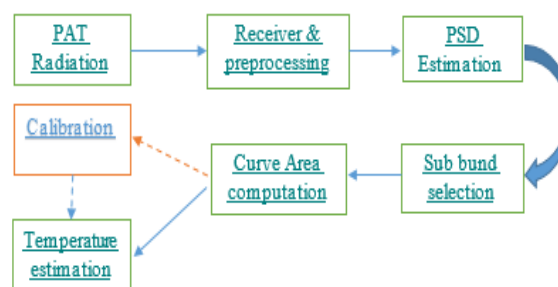 PAT
Radiation
Receiver &
preprocessing
PSD
Estimation
Calibration
Curve Area
computation
Sub bund
selection
Temperature
estimation